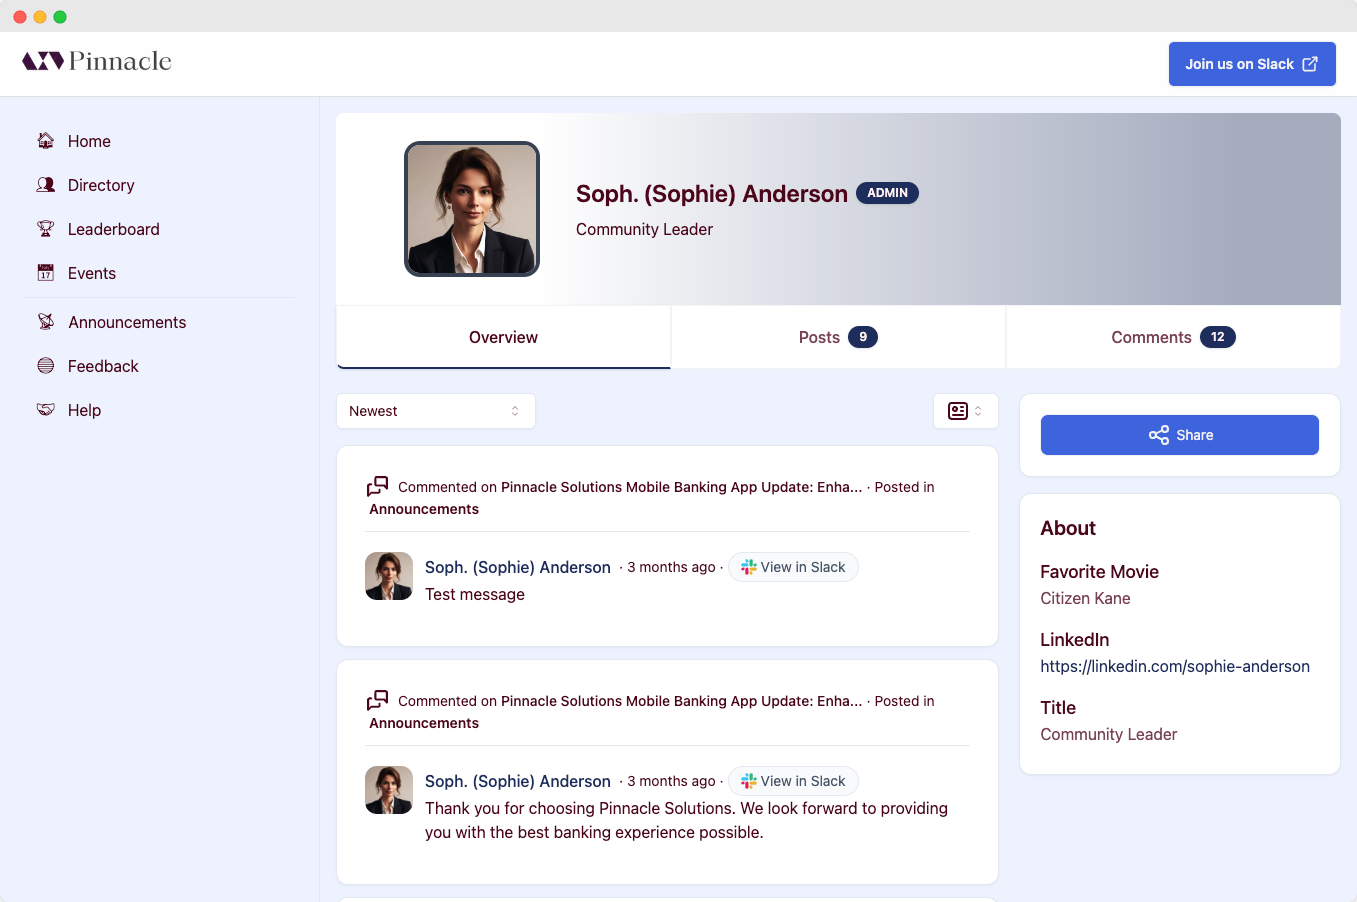 Pinnacle
Join us on Slack
Home
Directory
Leaderboard
17
Events
Announcements
Feedback
Help
Soph. (Sophie) Anderson ADMIN
Community Leader
Overview
Posts 9
Comments 12
Newest
Commented on Pinnacle Solutions Mobile Banking App Update: Enha... · Posted in
Announcements
Soph. (Sophie) Anderson · 3 months ago · View in Slack
Test message
Commented on Pinnacle Solutions Mobile Banking App Update: Enha... · Posted in
Announcements
Soph. (Sophie) Anderson · 3 months ago · View in Slack
Thank you for choosing Pinnacle Solutions. We look forward to providing
you with the best banking experience possible.
Share
About
Favorite Movie
Citizen Kane
LinkedIn
https://linkedin.com/sophie-anderson
Title
Community Leader